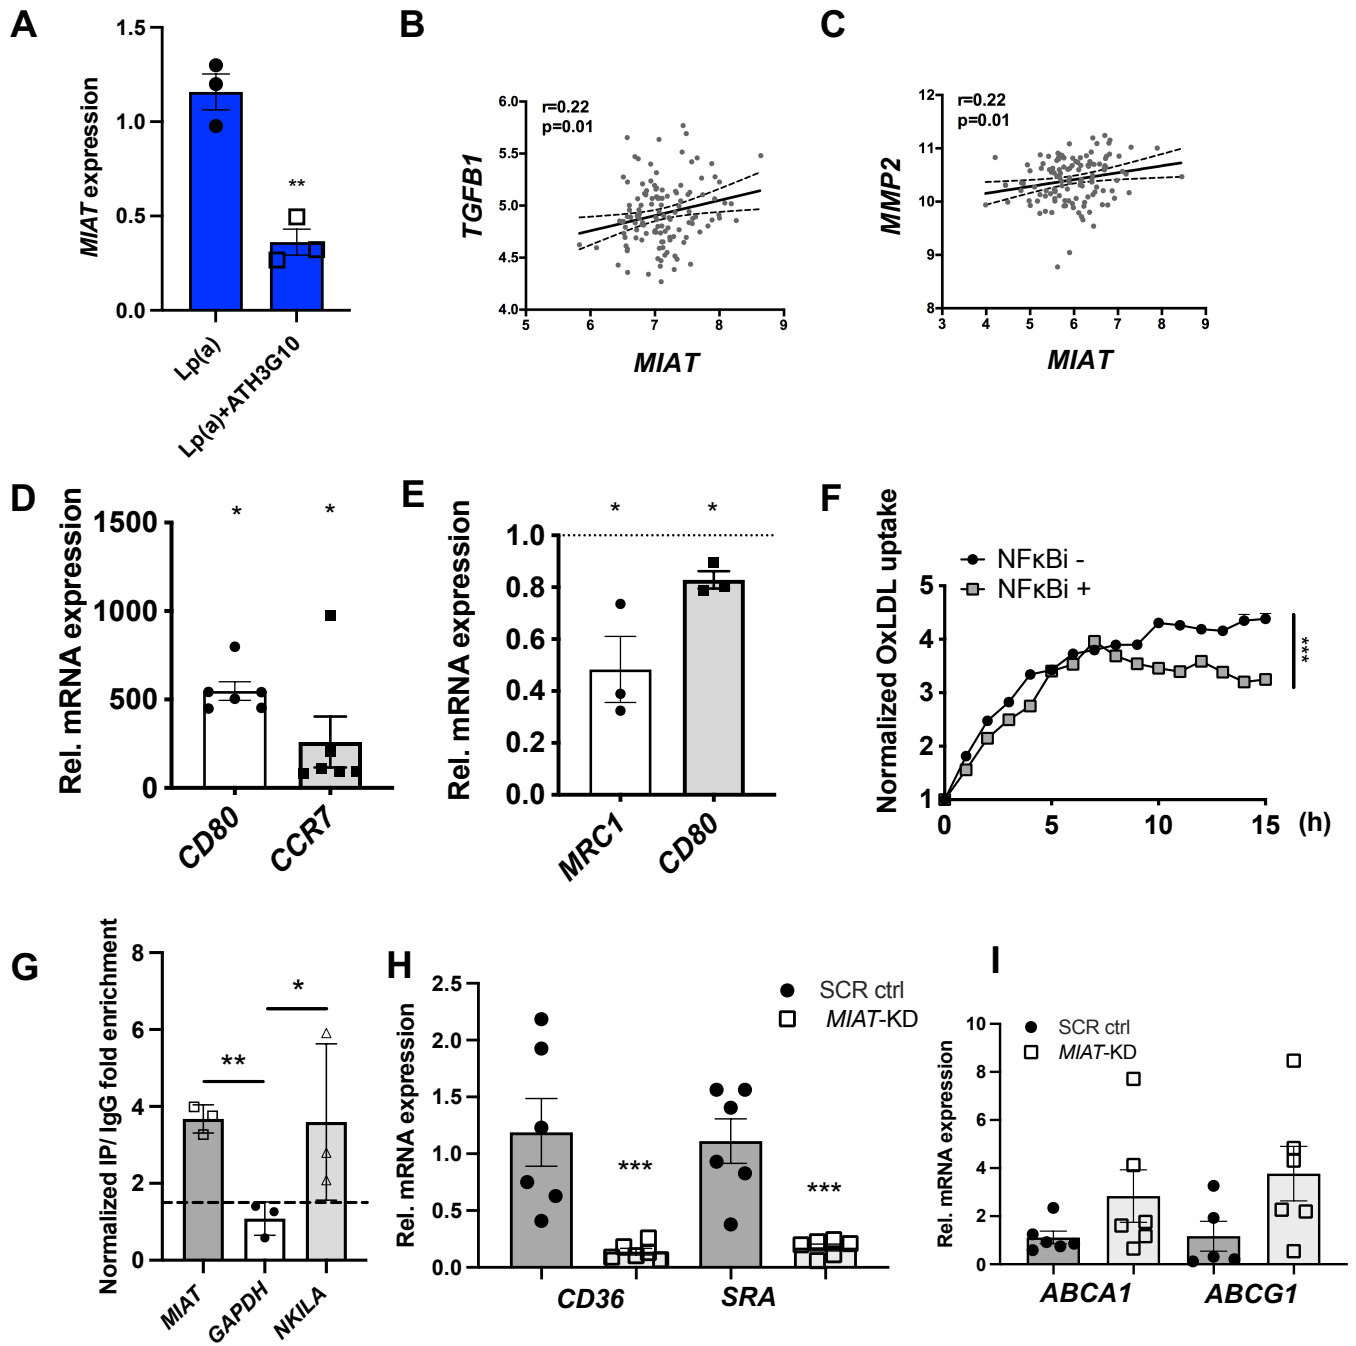 A
1.5
1.0
0.5
0.0
MIAT expression
**
Lp(a)
Lp(a)+ATH3G10
B
6.0
5.5
5.0
4.5
4.0
r=0.22
p=0.01
TGFB1
5 6 7 8 9
MIAT
C
12
11
10
9
8
r=0.22
p=0.01
MMP2
3 4 5 6 7 8 9
MIAT
D
Rel. mRNA expression
1500
1000
500
0
* *
CD80 CCR7
E
Rel. mRNA expression
1.0
0.8
0.6
0.4
0.2
0.0
* *
MRC1 CD80
F
Normalized OxLDL uptake
NFκBi -
NFκBi +
5
4
3
2
1
***
0 5 10 15 (h)
G
Normalized IP/ IgG fold enrichment
8
6
4
2
0
*
**
MIAT GAPDH NKILA
H
Rel. mRNA expression
2.5
2.0
1.5
1.0
0.5
0.0
SCR ctrl
MIAT-KD
*** ***
CD36 SRA
I
Rel. mRNA expression
10
8
6
4
2
0
SCR ctrl
MIAT-KD
ABCA1 ABCG1